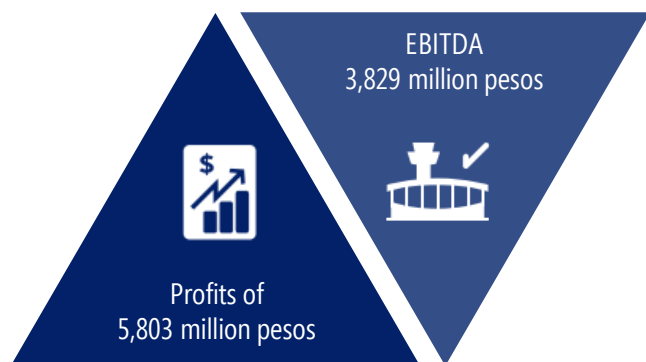 EBITDA
3,829 million pesos
$
Profits of
5,803 million pesos